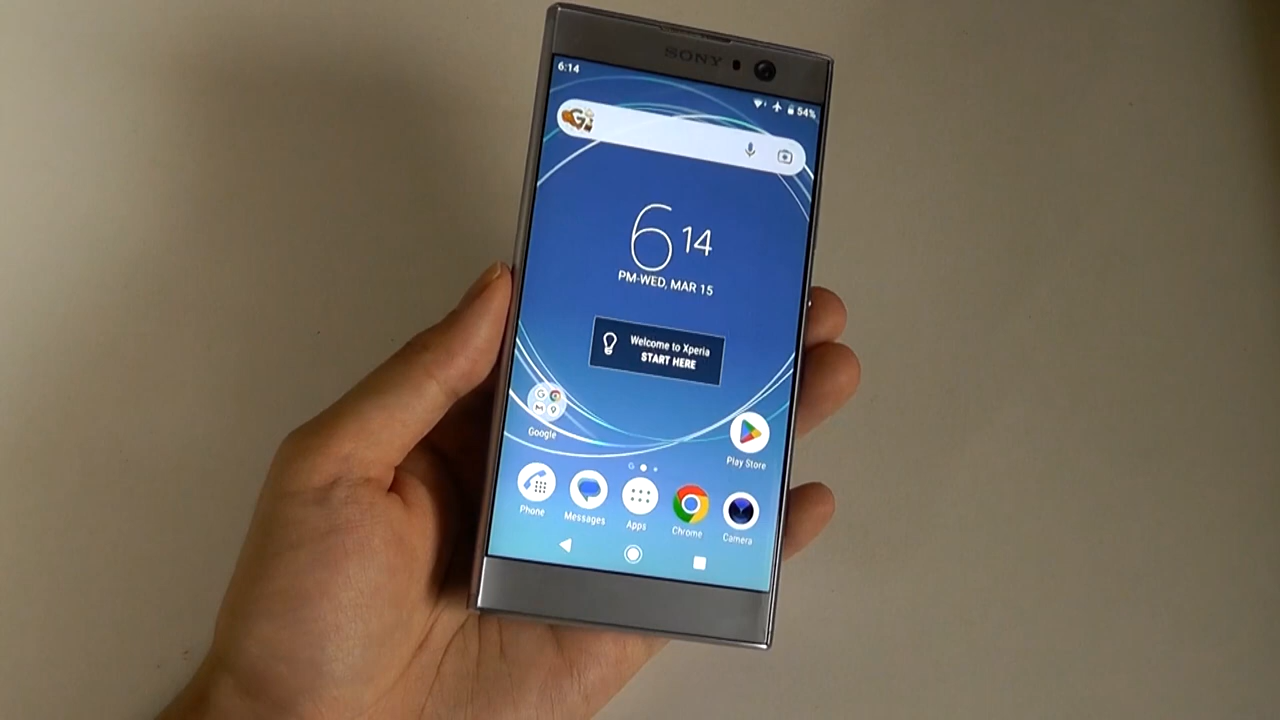 SONY
6:14
54%
6 14
PM-WED, MAR 15
Welcome to Xperia
START HERE
Google
Play Store
Phone
Messages
Apps
Chrome
Camera